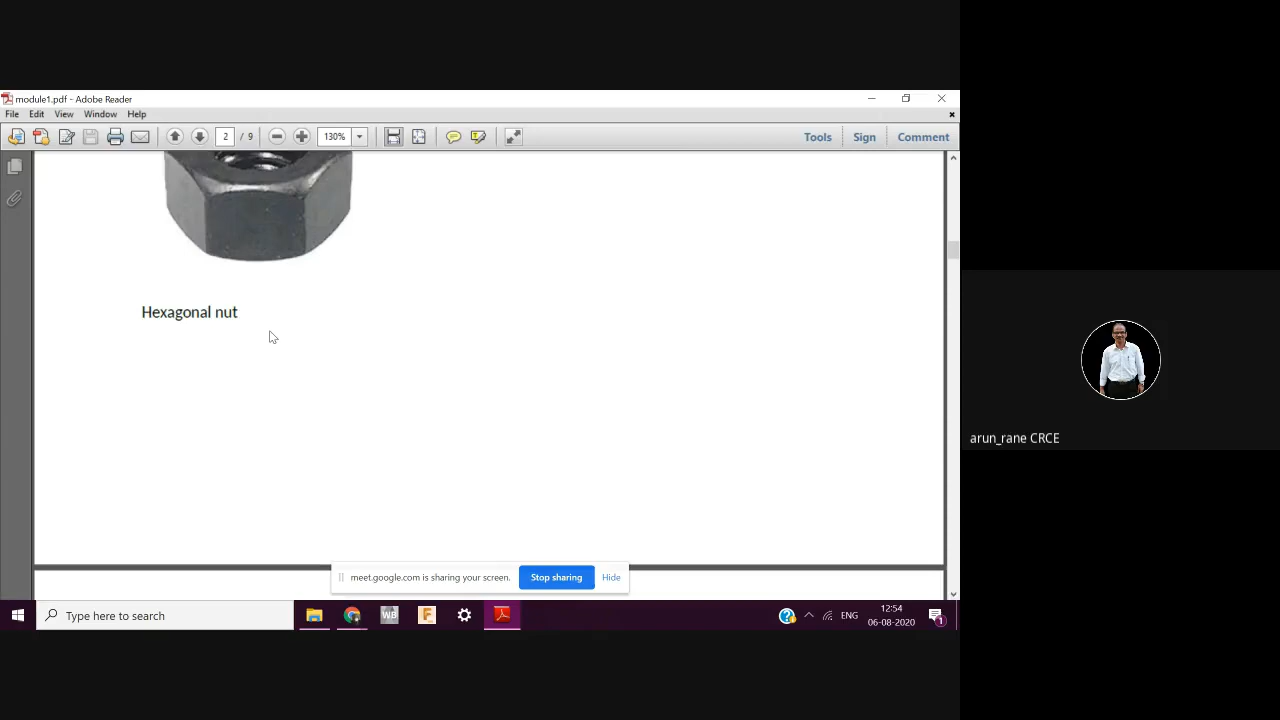 module1.pdf - Adobe Reader
File Edit View Window Help
2 / 9 130% Tools Sign Comment
Hexagonal nut
arun_rane CRCE
meet.google.com is sharing your screen. Stop sharing Hide
Type here to search
WB
F
ENG
12:54
06-08-2020
1